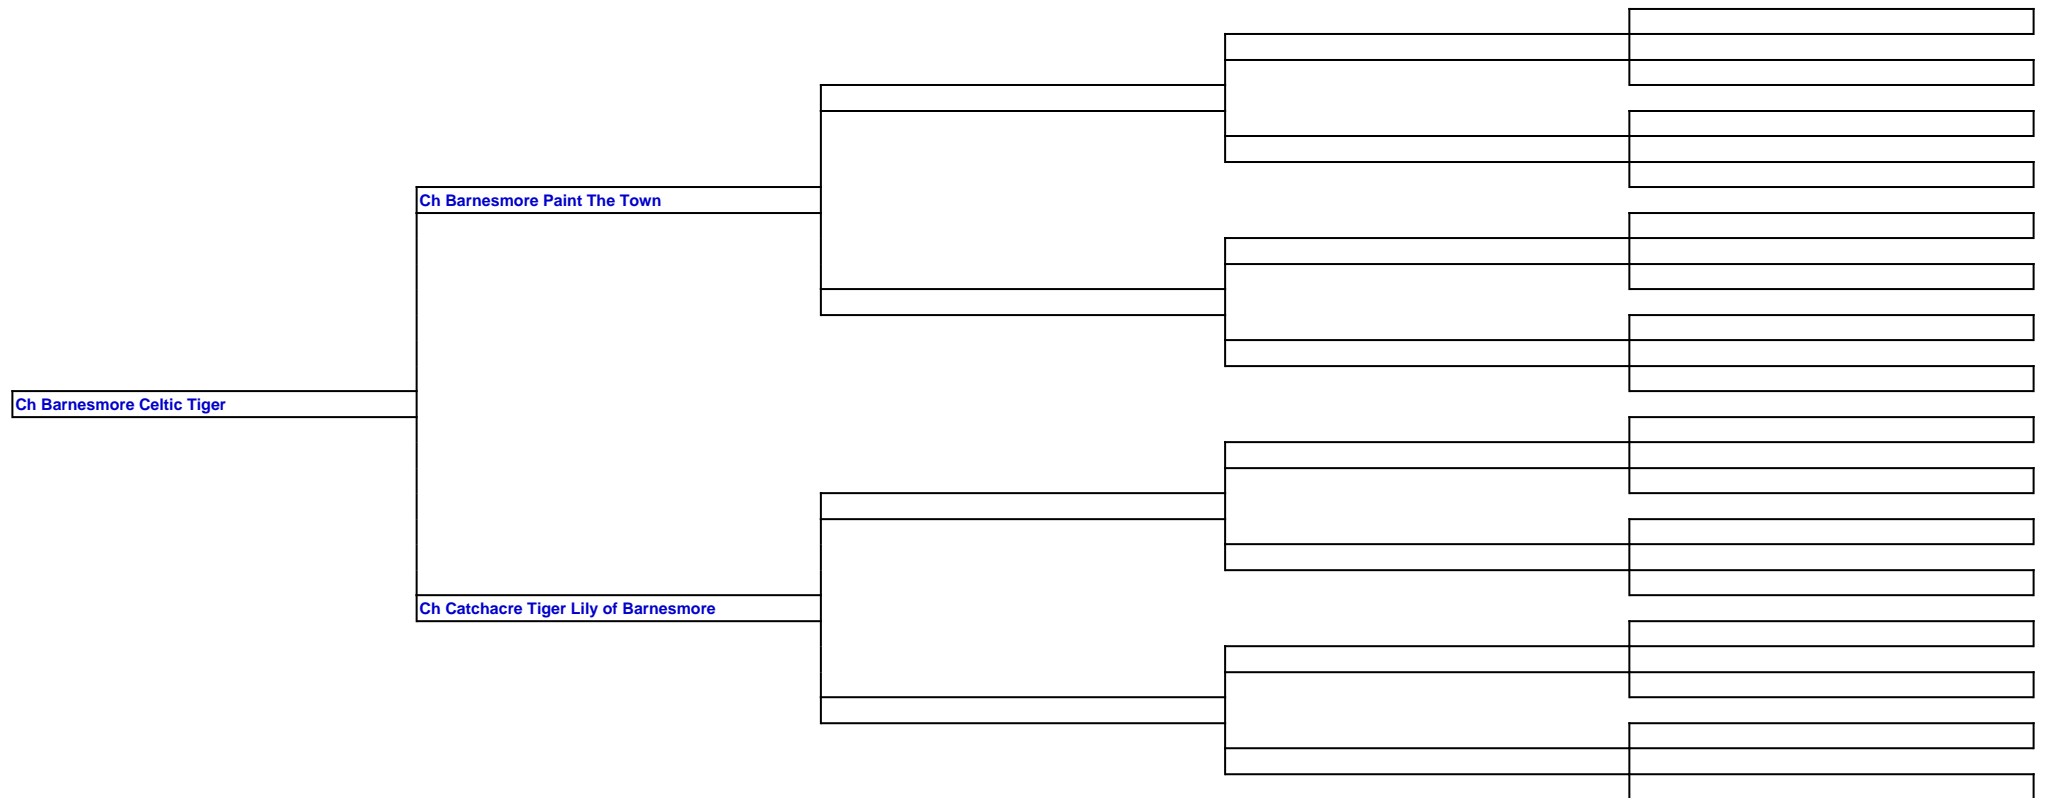 Ch Barnesmore Paint The Town
Ch Barnesmore Celtic Tiger
Ch Catchacre Tiger Lily of Barnesmore